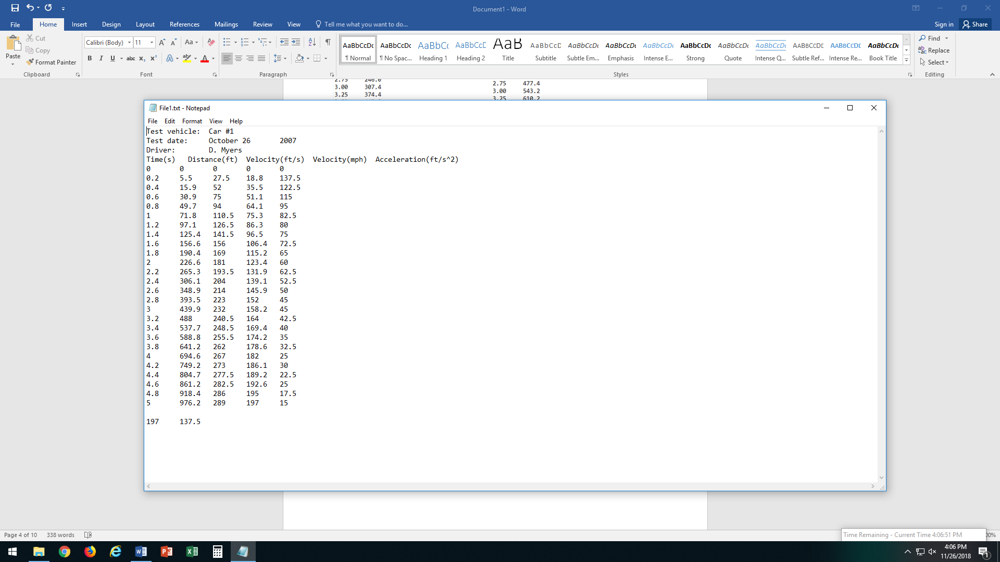 Document1 - Word
File Home Insert Design Layout References Mailings Review View Tell me what you want to do... Sign in Share
Paste Cut Copy Format Painter Clipboard
Calibri (Body) 11 Aa
B I U abc x₂ x² A A
Font
Paragraph
AaBbCcDc AaBbCcDc AaBbCc AaBbCcD AaB AaBbCcD AaBbCcDc AaBbCcDc AaBbCcDc AaBbCcDc AaBbCcDc AaBbCcDc AABBCCDE AABBCCDE AaBbCcDc
¶ Normal ¶ No Spac... Heading 1 Heading 2 Title Subtitle Subtle Em... Emphasis Intense E... Strong Quote Intense Q... Subtle Ref... Intense Re... Book Title
Styles
Find
Replace
Select
Editing
2.75 246.0 2.75 477.4
3.00 307.4 3.00 543.2
3.25 374.4 3.25 610.2
File1.txt - Notepad
File Edit Format View Help
Test vehicle: Car #1
Test date: October 26 2007
Driver: D. Myers
Time(s) Distance(ft) Velocity(ft/s) Velocity(mph) Acceleration(ft/s^2)
0 0 0 0 0
0.2 5.5 27.5 18.8 137.5
0.4 15.9 52 35.5 122.5
0.6 30.9 75 51.1 115
0.8 49.7 94 64.1 95
1 71.8 110.5 75.3 82.5
1.2 97.1 126.5 86.3 80
1.4 125.4 141.5 96.5 75
1.6 156.6 156 106.4 72.5
1.8 190.4 169 115.2 65
2 226.6 181 123.4 60
2.2 265.3 193.5 131.9 62.5
2.4 306.1 204 139.1 52.5
2.6 348.9 214 145.9 50
2.8 393.5 223 152 45
3 439.9 232 158.2 45
3.2 488 240.5 164 42.5
3.4 537.7 248.5 169.4 40
3.6 588.8 255.5 174.2 35
3.8 641.2 262 178.6 32.5
4 694.6 267 182 25
4.2 749.2 273 186.1 30
4.4 804.7 277.5 189.2 22.5
4.6 861.2 282.5 192.6 25
4.8 918.4 286 195 17.5
5 976.2 289 197 15
197 137.5
Page 4 of 10 338 words
Time Remaining - Current Time 4:06:51 PM
4:06 PM
11/26/2018
1